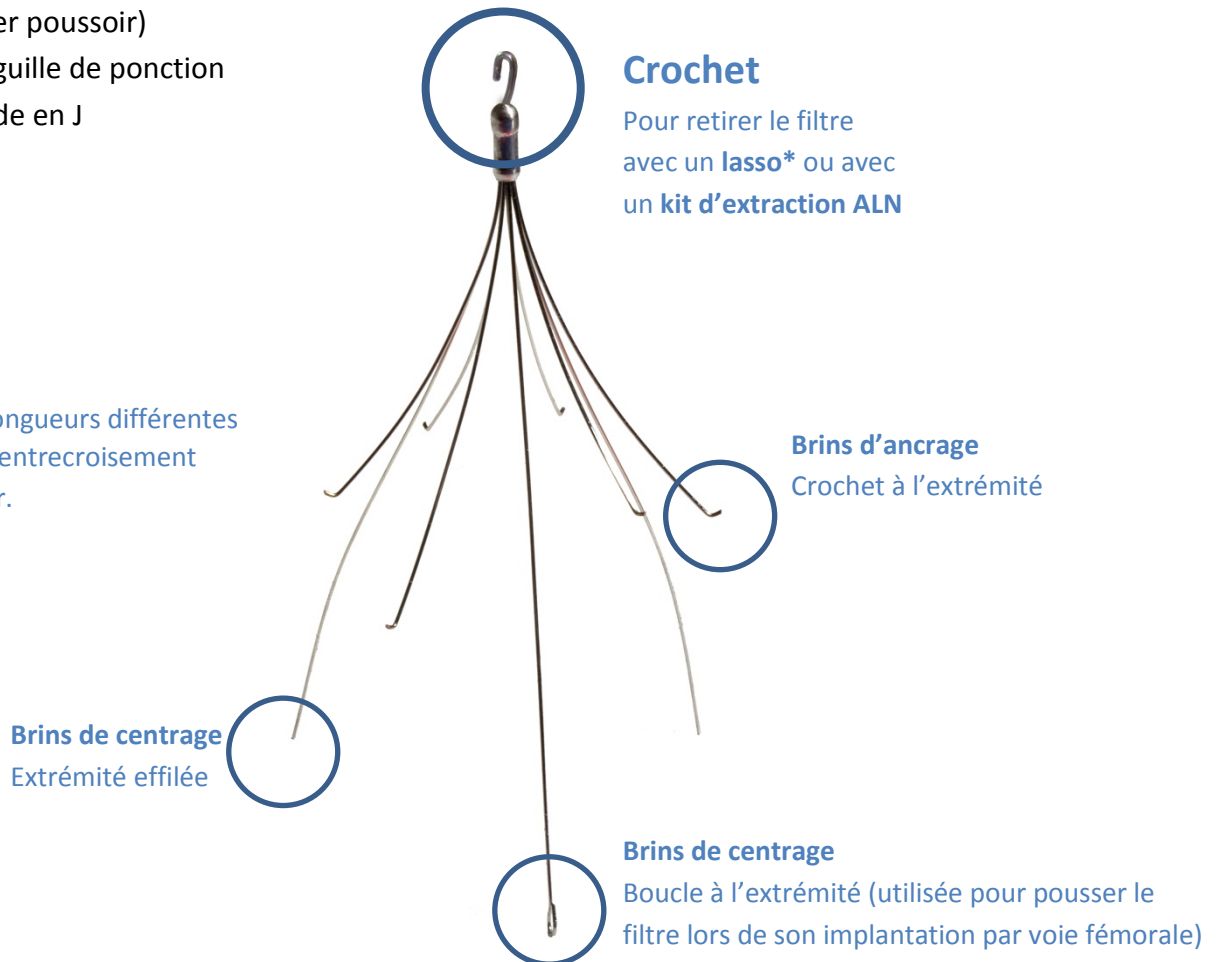 er poussoir)
guille de ponction
de en J
Crochet
Pour retirer le filtre
avec un lasso* ou avec
un kit d'extraction ALN
ongueurs différentes
entrecroisement
r.
Brins d'ancrage
Crochet à l'extrémité
Brins de centrage
Extrémité effilée
Brins de centrage
Boucle à l'extrémité (utilisée pour pousser le
filtre lors de son implantation par voie fémorale)